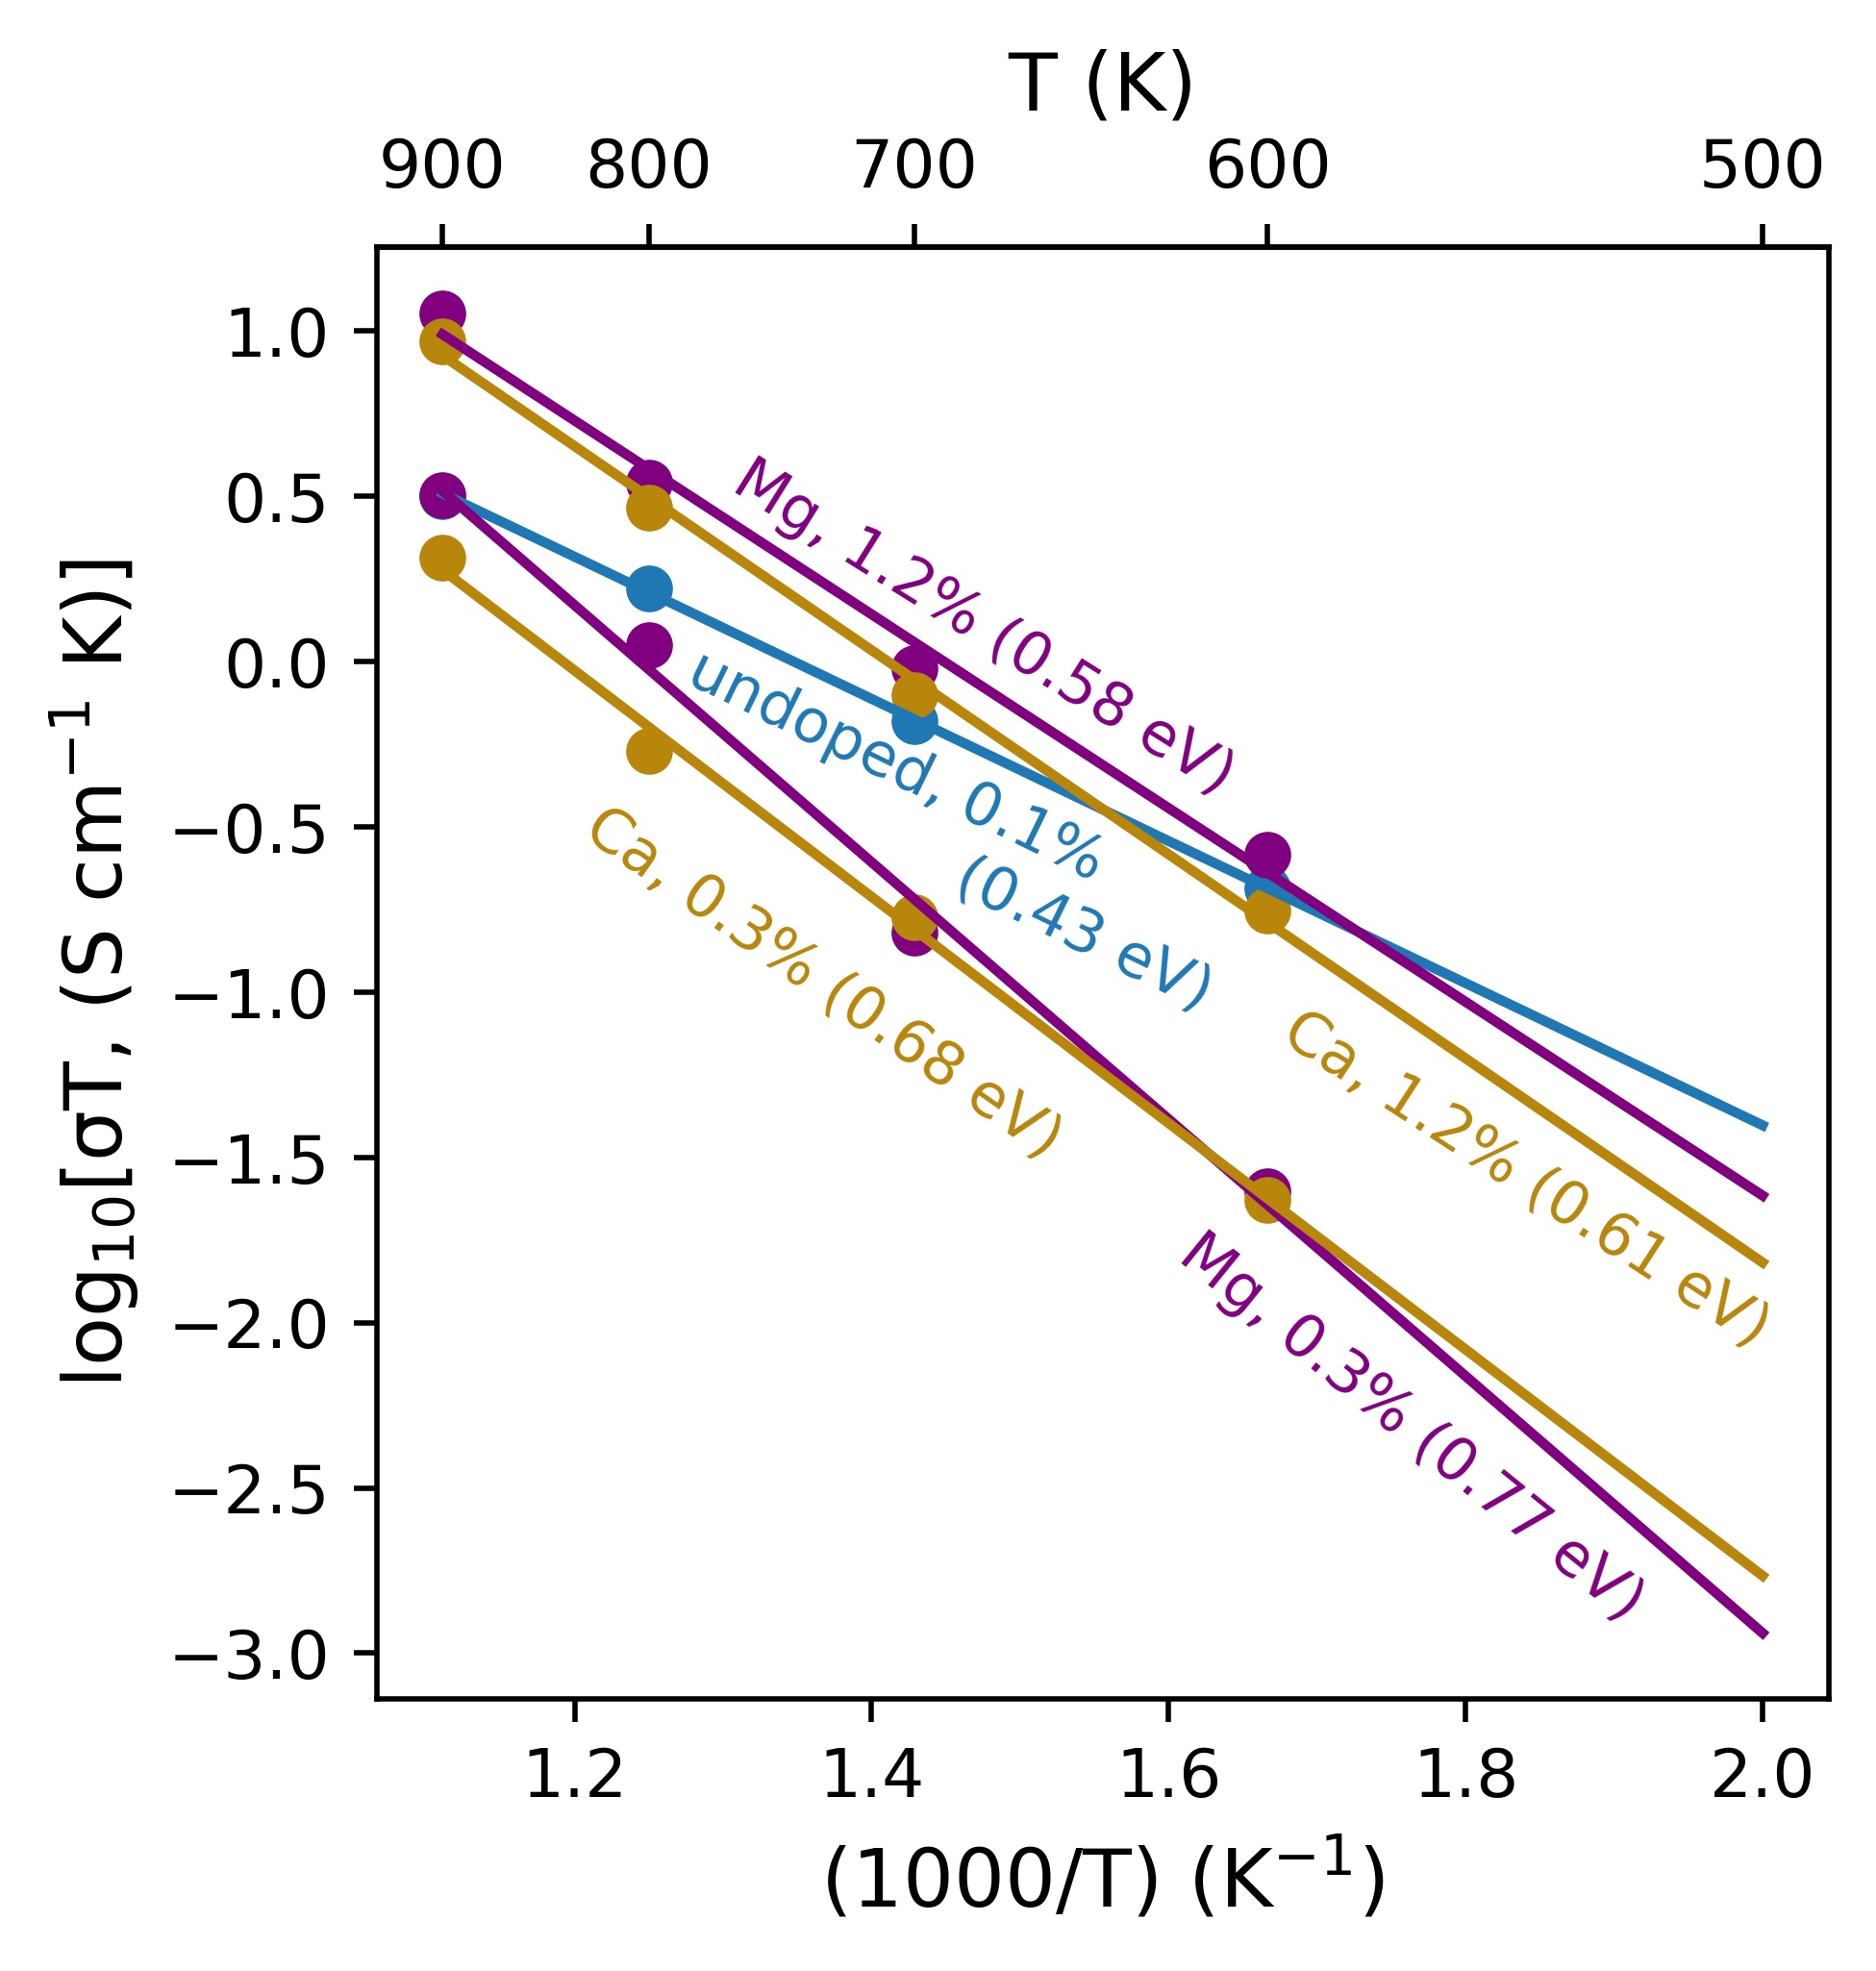 T (K)
900 800 700 600 500
log₁₀[σT, (S cm⁻¹ K)]
1.0
0.5
0.0
−0.5
−1.0
−1.5
−2.0
−2.5
−3.0
Mg, 1.2% (0.58 eV)
undoped, 0.1%
(0.43 eV)
Ca, 0.3% (0.68 eV)
Ca, 1.2% (0.61 eV)
Mg, 0.3% (0.77 eV)
1.2 1.4 1.6 1.8 2.0
(1000/T) (K⁻¹)